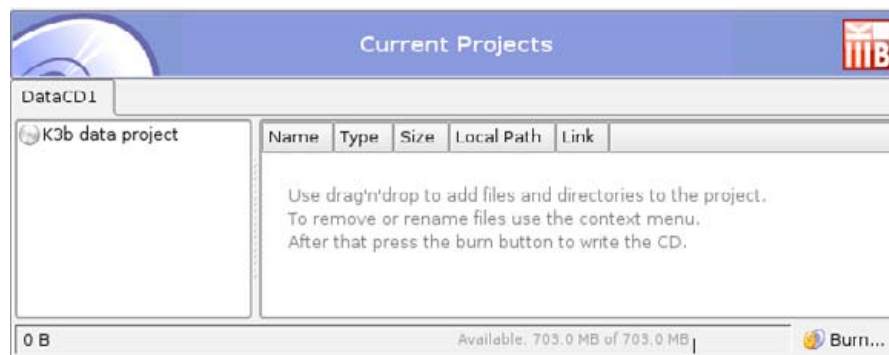 Current Projects
DataCD1
K3b data project
Name Type Size Local Path Link
Use drag'n'drop to add files and directories to the project.
To remove or rename files use the context menu.
After that press the burn button to write the CD.
0 B
Available: 703.0 MB of 703.0 MB
Burn...